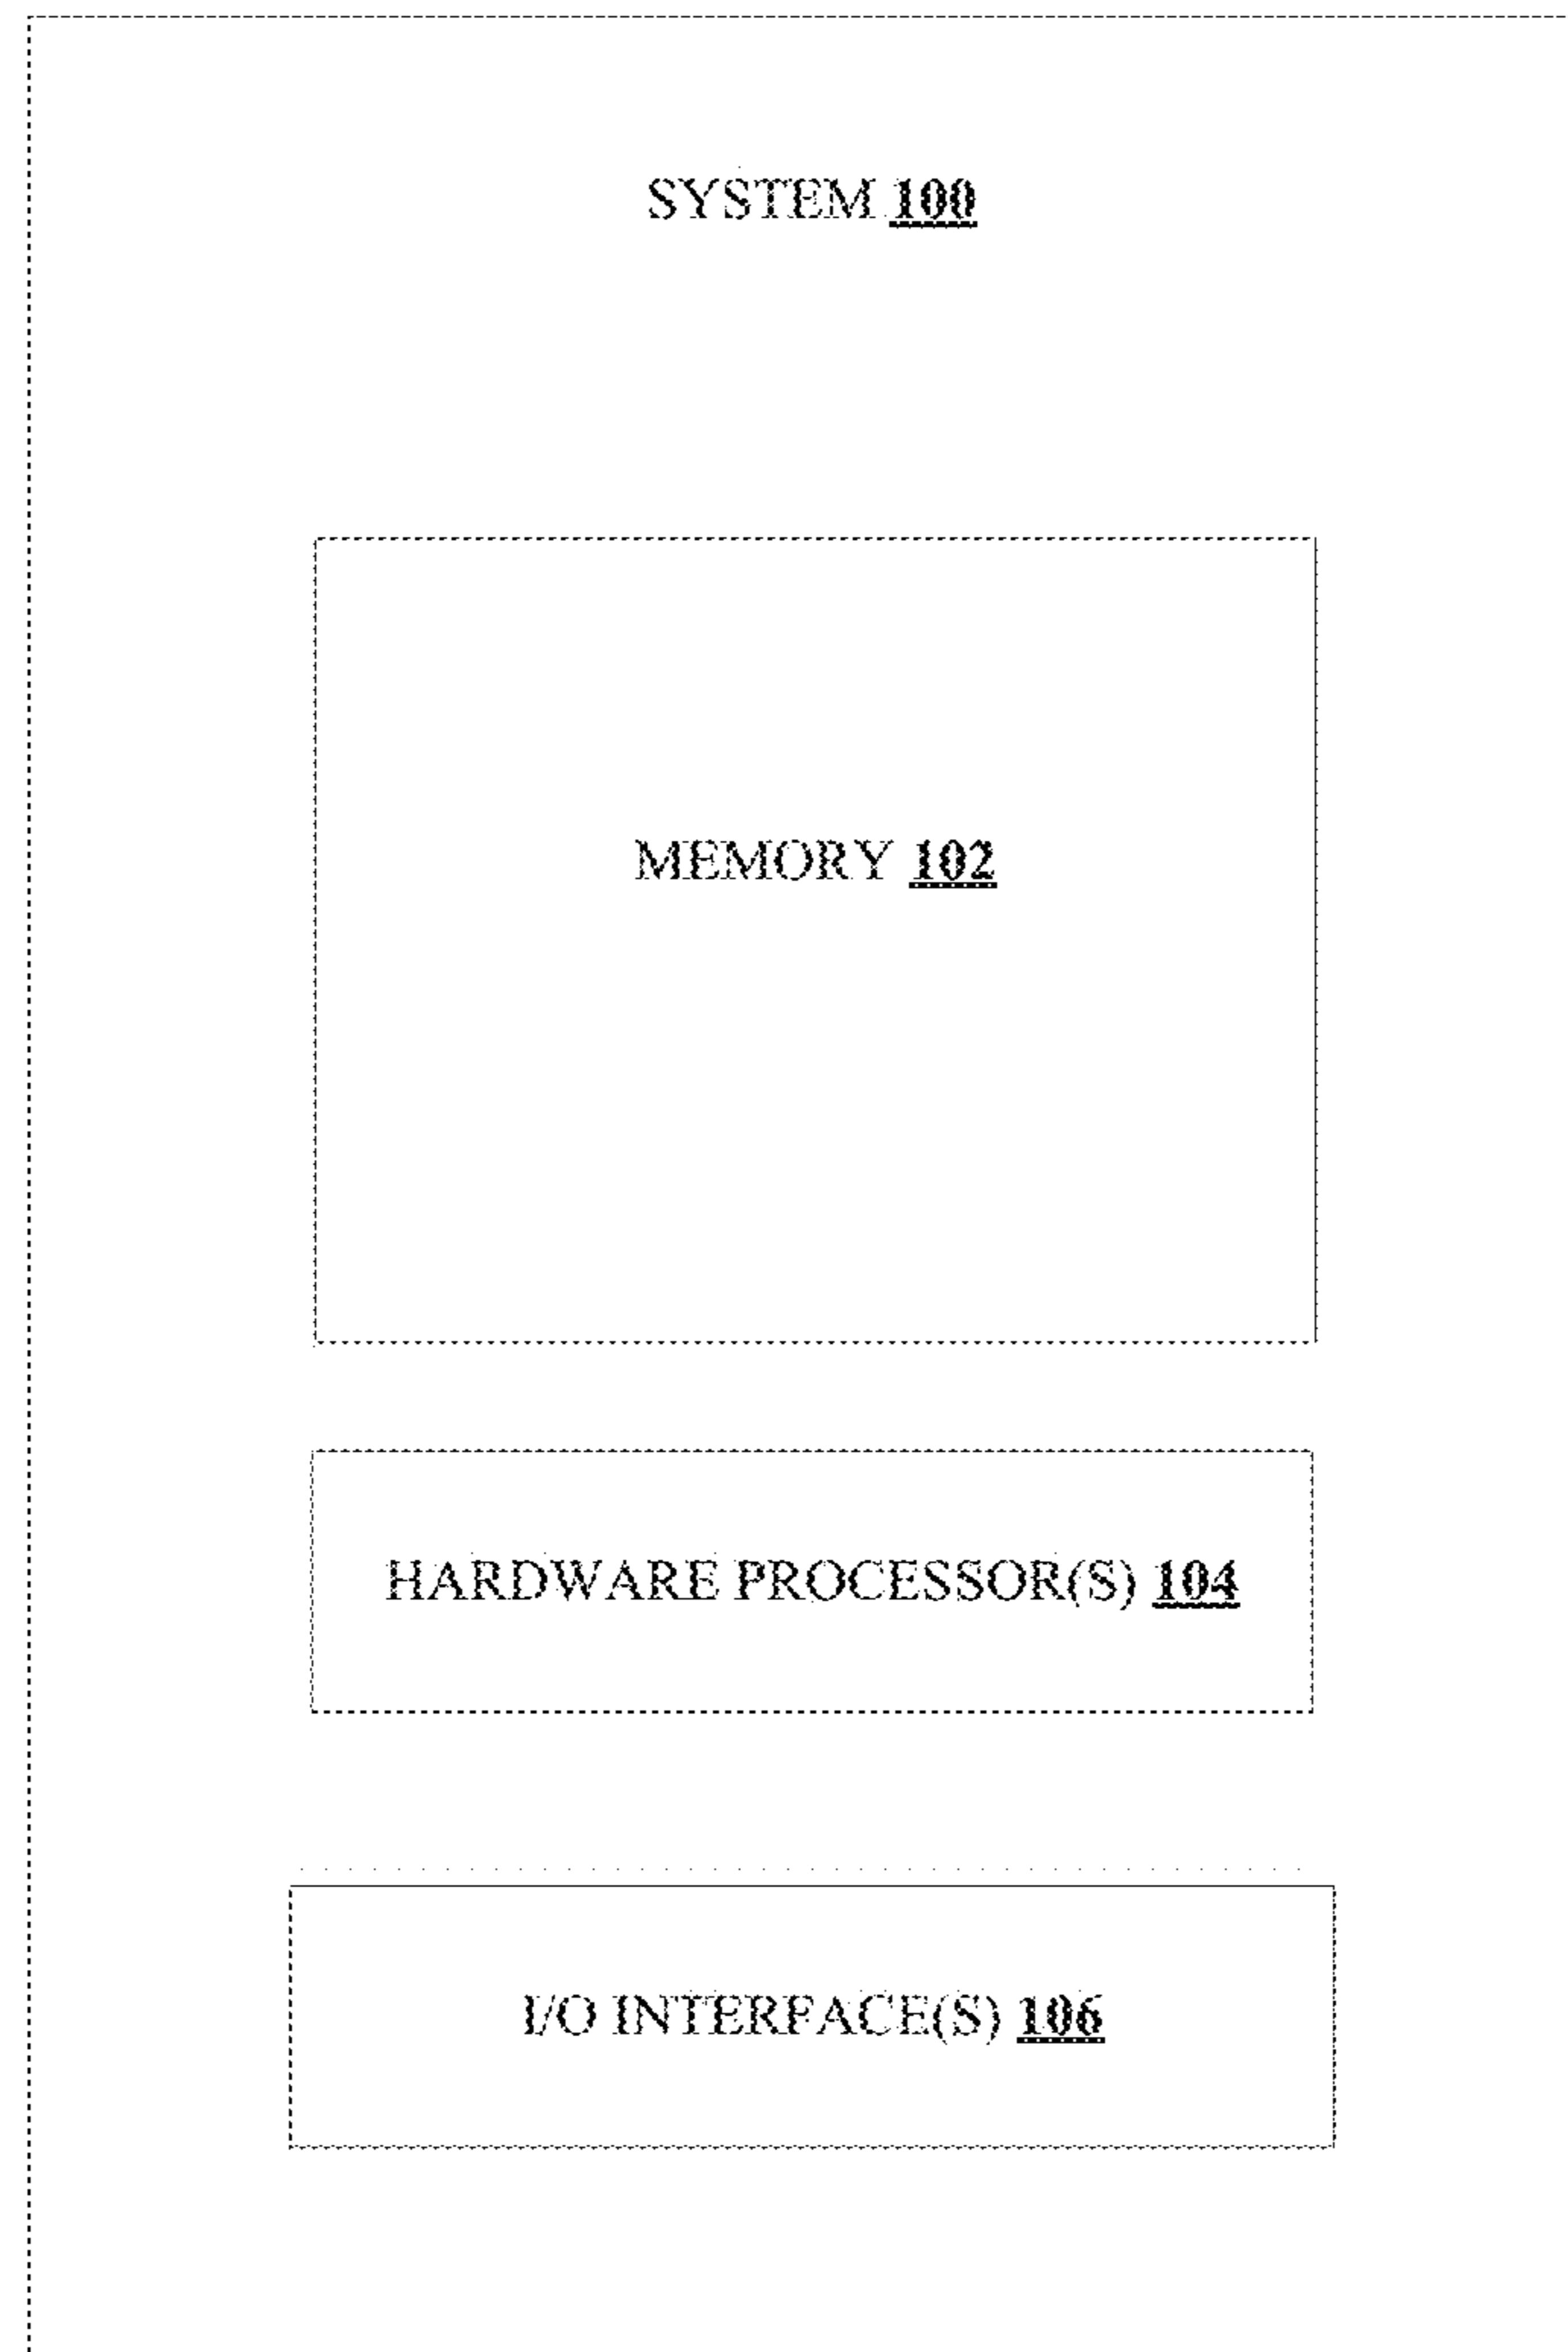 SYSTEM 100
MEMORY 102
HARDWARE PROCESSOR(S) 104
I/O INTERFACE(S) 106